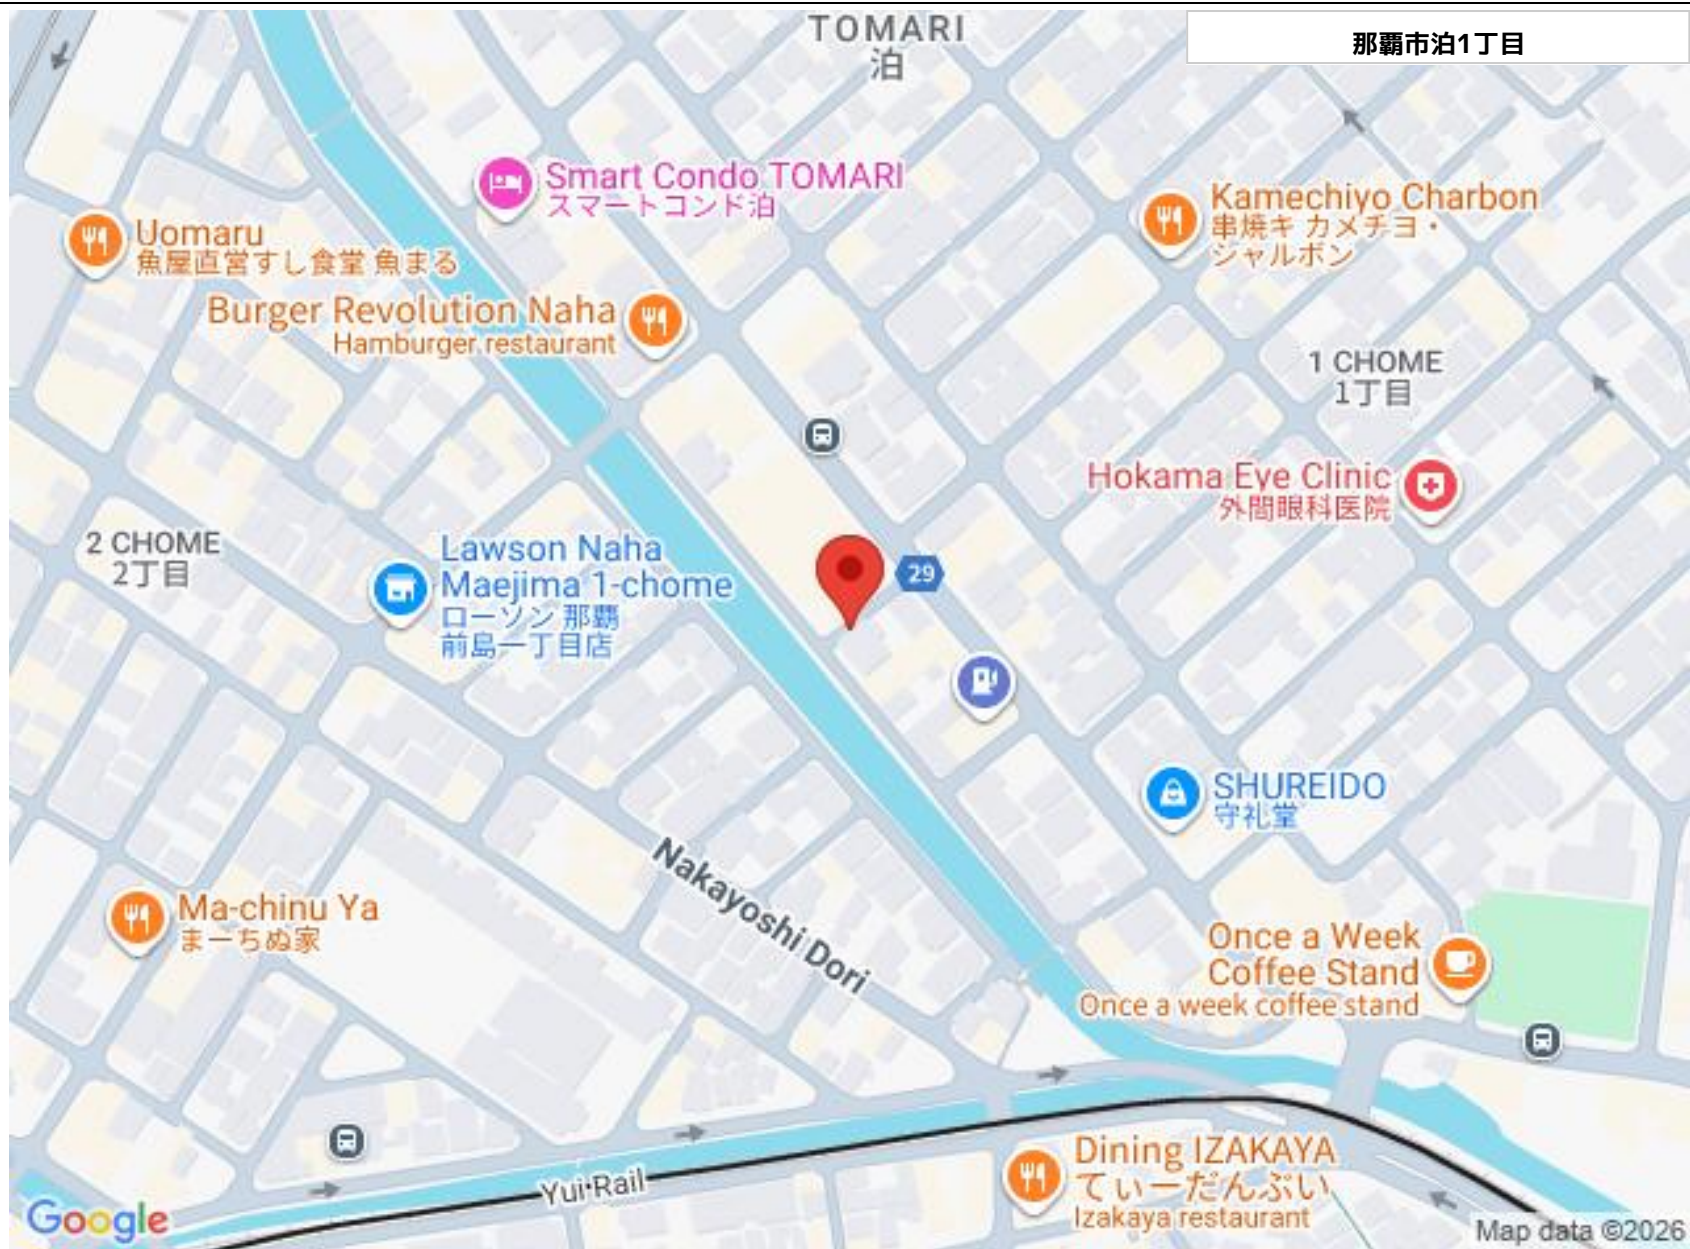 TOMARI
泊
那覇市泊1丁目
Smart Condo TOMARI
スマートコンド泊
Kamechiyo Charbon
串焼キ カメチヨ・
シャルボン
Uomaru
魚屋直営すし食堂 魚まる
Burger Revolution Naha
Hamburger restaurant
1 CHOME
1丁目
Hokama Eye Clinic
外間眼科医院
2 CHOME
2丁目
Lawson Naha
Maejima 1-chome
ローソン 那覇
前島一丁目店
29
SHUREIDO
守礼堂
Nakayoshi Dori
Ma-chinu Ya
まーちぬ家
Once a Week
Coffee Stand
Once a week coffee stand
Dining IZAKAYA
てぃーだんぶい
Izakaya restaurant
Yui Rail
Google
Map data ©2026